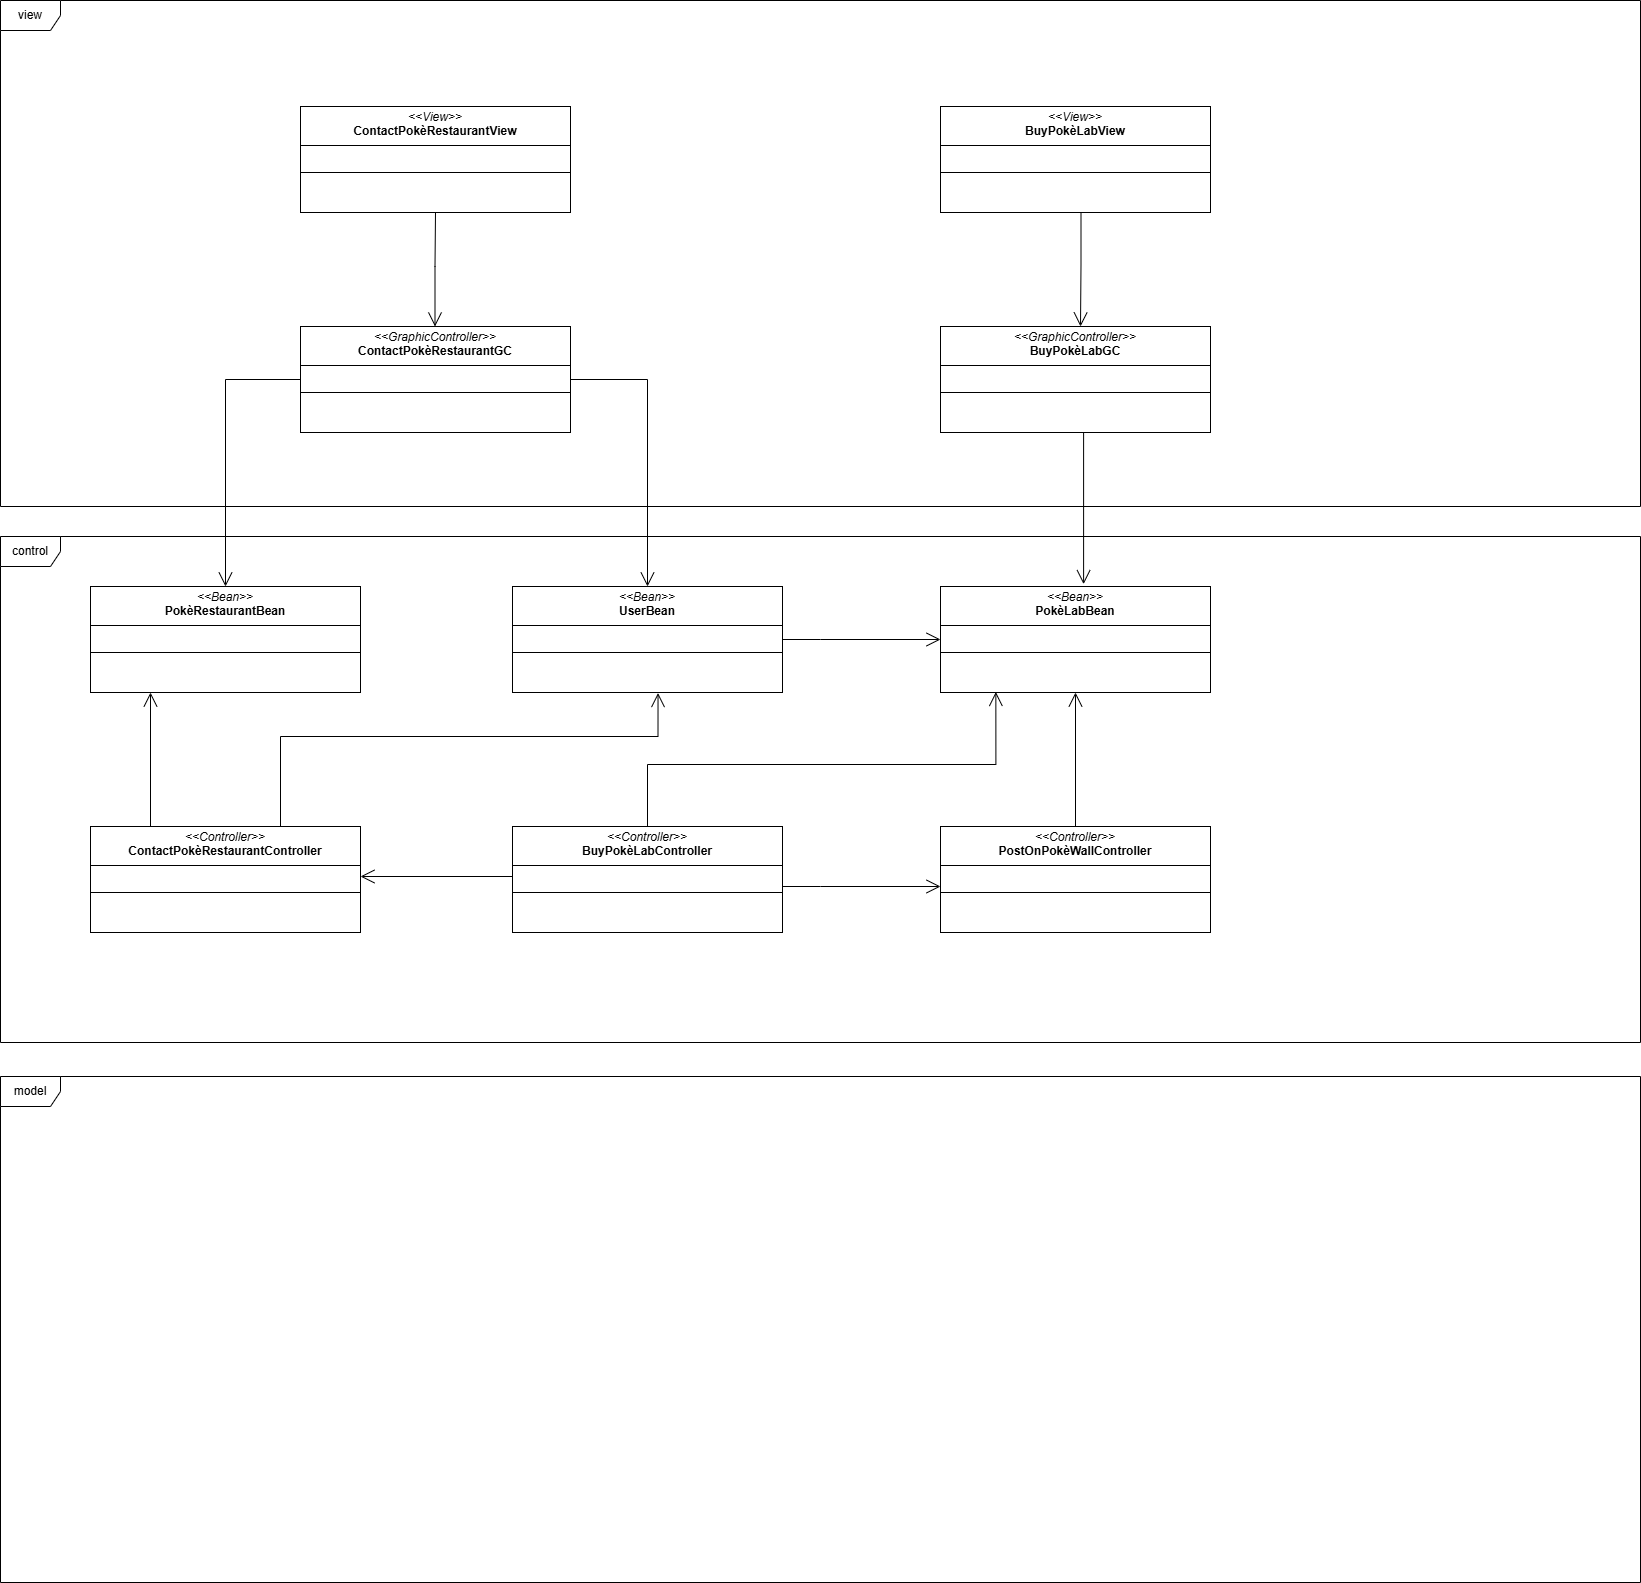 view
<<View>>
ContactPokèRestaurantView
<<View>>
BuyPokèLabView
<<GraphicController>>
ContactPokèRestaurantGC
<<GraphicController>>
BuyPokèLabGC
control
<<Bean>>
PokèRestaurantBean
<<Bean>>
UserBean
<<Bean>>
PokèLabBean
<<Controller>>
ContactPokèRestaurantController
<<Controller>>
BuyPokèLabController
<<Controller>>
PostOnPokèWallController
model